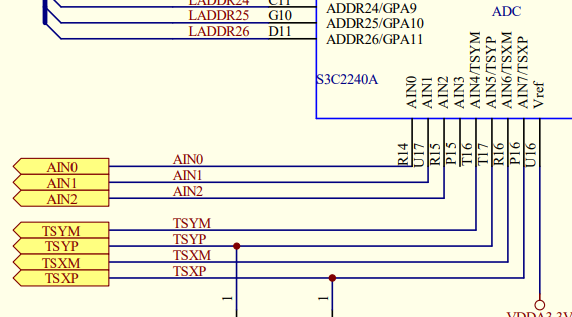 LADDR24 C11 ADDR24/GPA9
LADDR25 G10 ADDR25/GPA10
LADDR26 D11 ADDR26/GPA11
ADC
S3C2240A
AIN0
AIN1
AIN2
AIN3
AIN4/TSYM
AIN5/TSYP
AIN6/TSXM
AIN7/TSXP
Vref
R14
U17
R15
P15
T16
T17
R16
P16
U16
AIN0 AIN0
AIN1 AIN1
AIN2 AIN2
TSYM TSYM
TSYP TSYP
TSXM TSXM
TSXP TSXP
1
1
VDDA3.3V